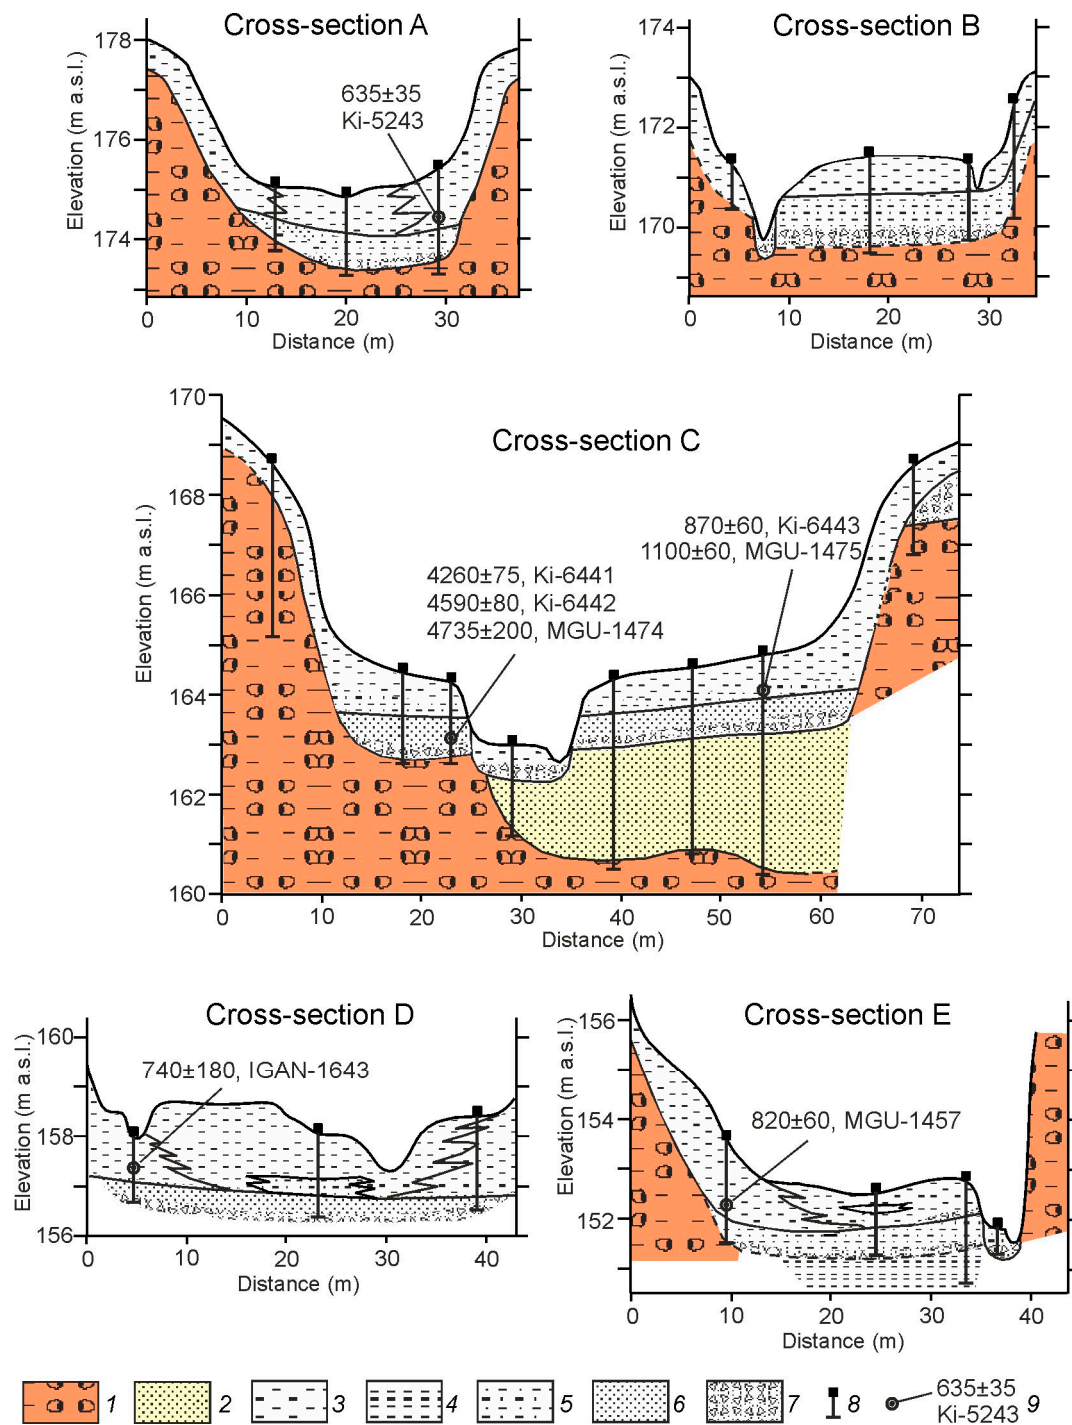 Cross-section A
Elevation (m a.s.l.)
178
176
174
635±35
Ki-5243
0
10
20
30
Distance (m)
Cross-section B
Elevation (m a.s.l.)
174
172
170
0
10
20
30
Distance (m)
Cross-section C
Elevation (m a.s.l.)
170
168
166
164
162
160
870±60, Ki-6443
1100±60, MGU-1475
4260±75, Ki-6441
4590±80, Ki-6442
4735±200, MGU-1474
0
10
20
30
40
50
60
70
Distance (m)
Cross-section D
Elevation (m a.s.l.)
160
158
156
740±180, IGAN-1643
0
10
20
30
40
Distance (m)
Cross-section E
Elevation (m a.s.l.)
156
154
152
820±60, MGU-1457
0
10
20
30
40
Distance (m)
1
2
3
4
5
6
7
8
635±35
Ki-5243
9